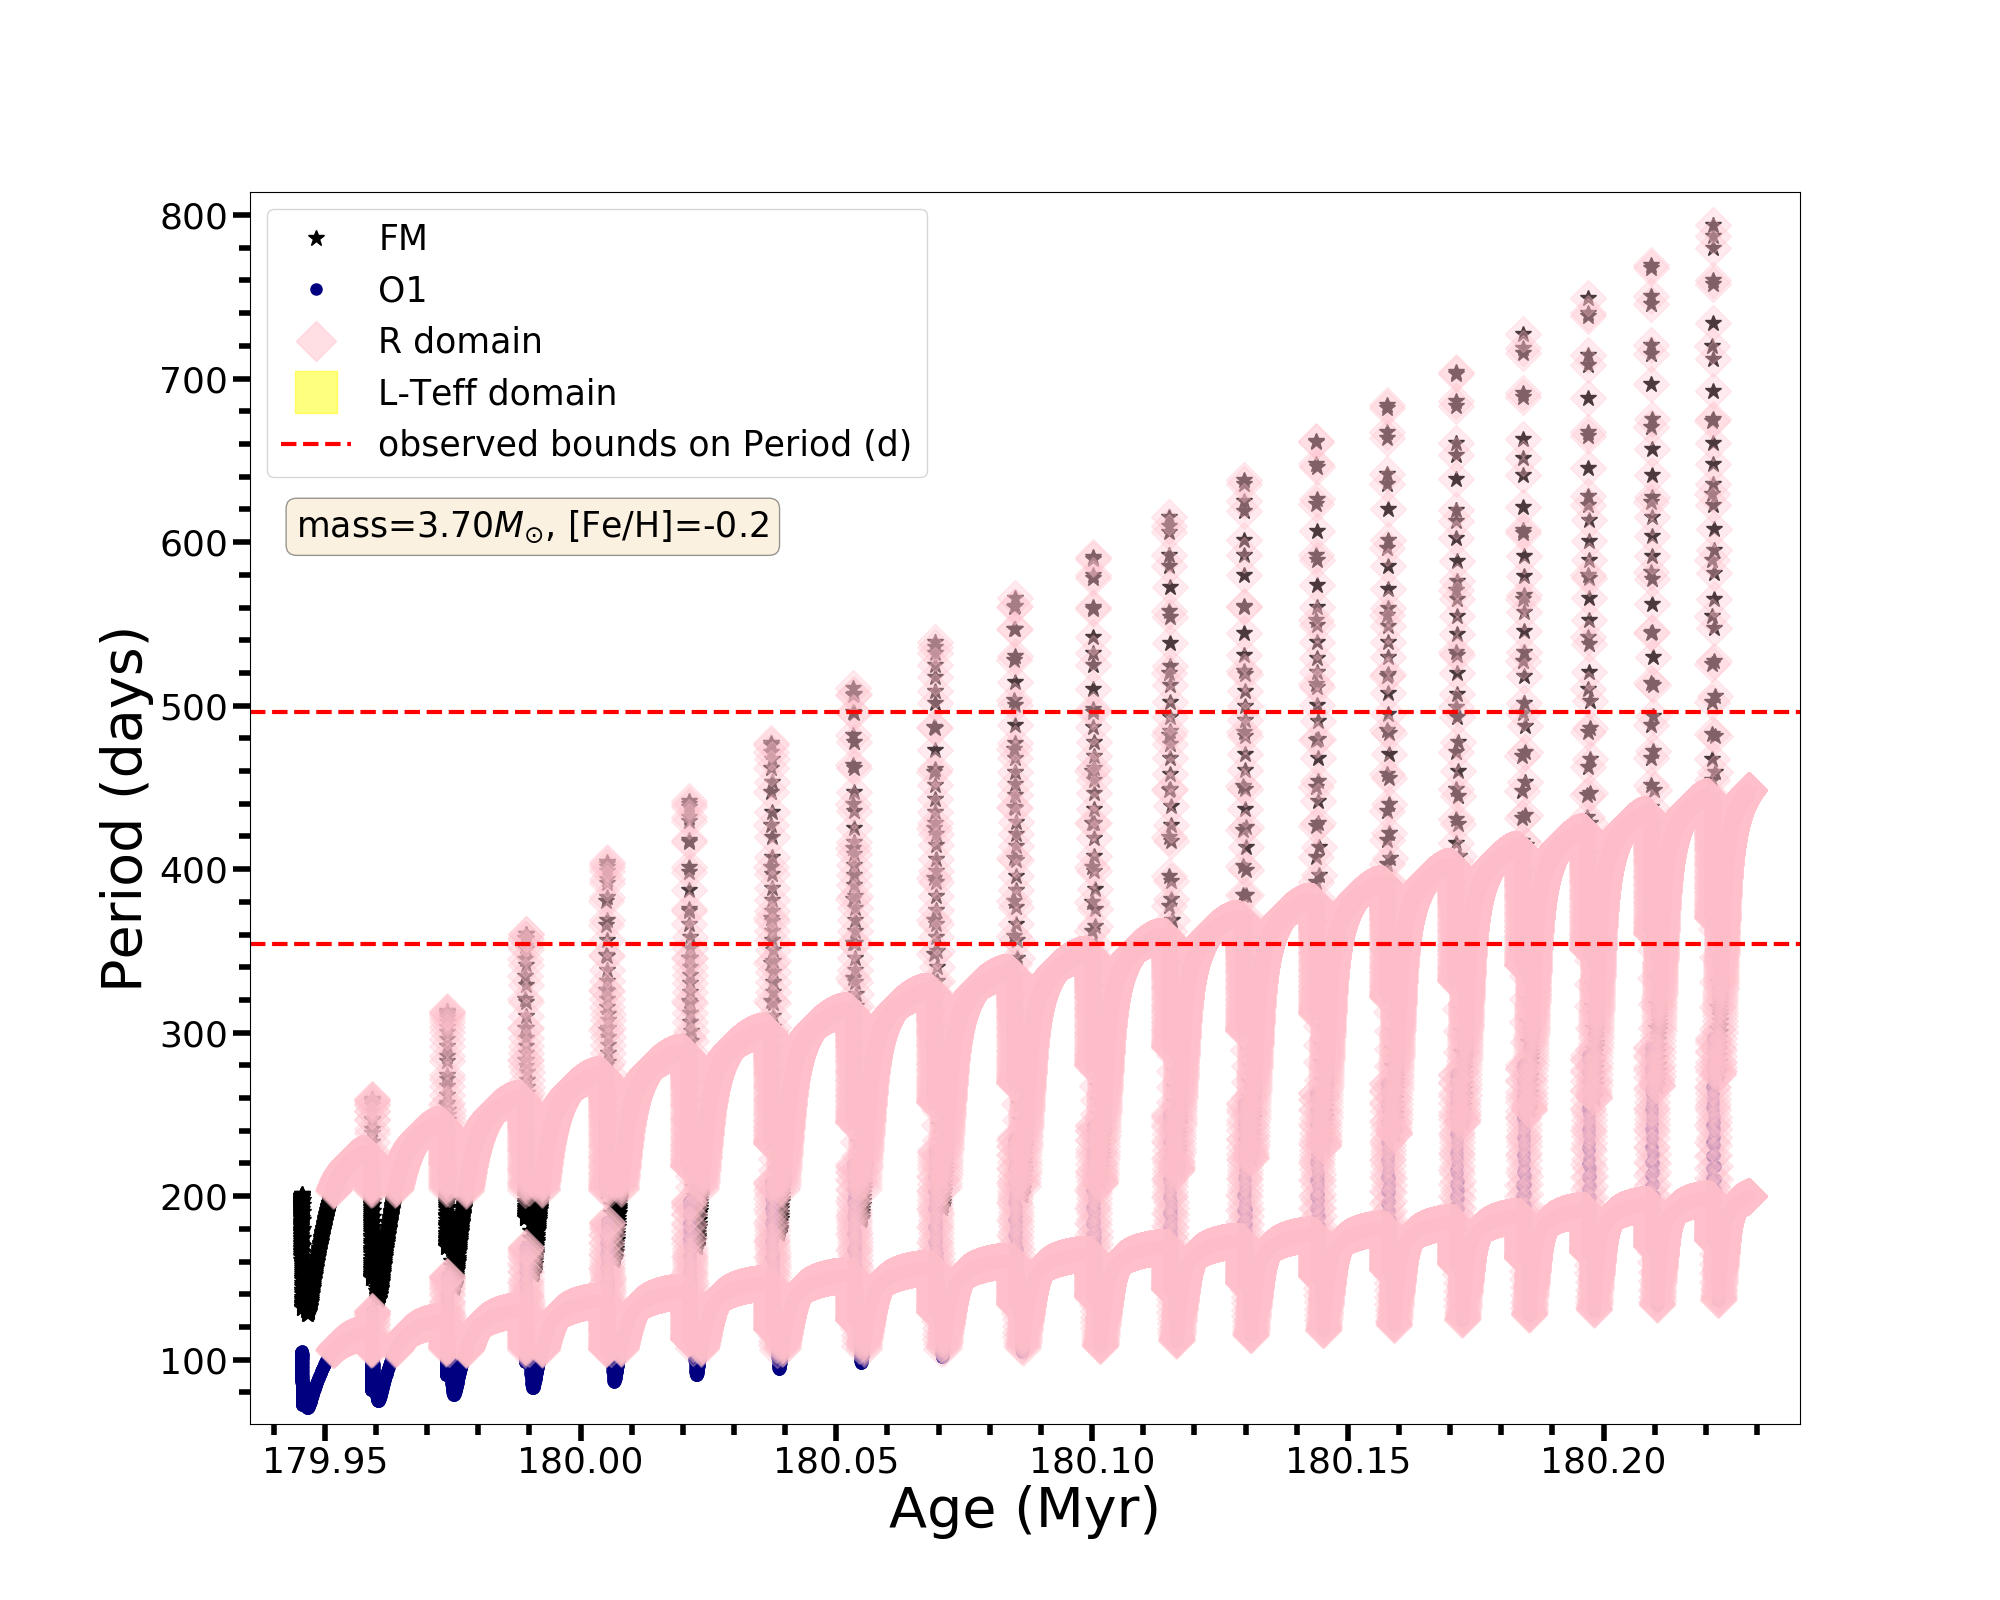 FM
O1
R domain
L-Teff domain
observed bounds on Period (d)
mass=3.70M⊙, [Fe/H]=-0.2
800
700
600
500
400
300
200
100
Period (days)
179.95 180.00 180.05 180.10 180.15 180.20
Age (Myr)